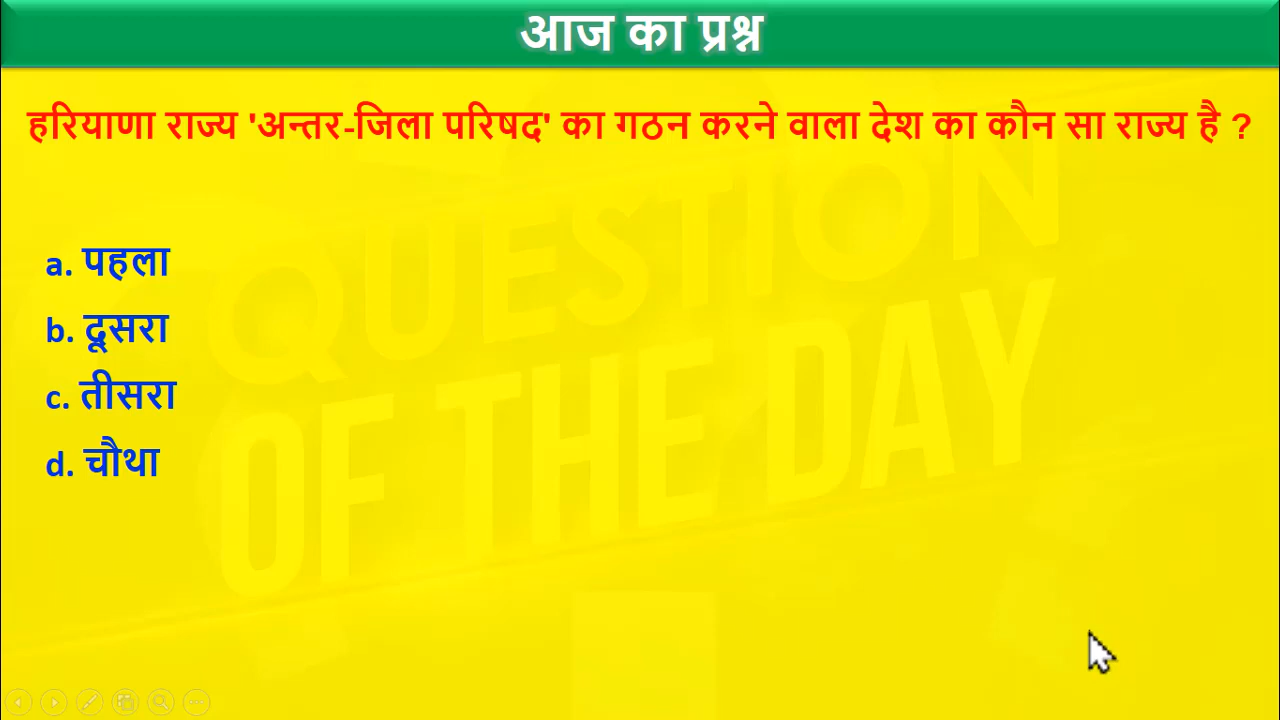 आज का प्रश्न
हरियाणा राज्य 'अन्तर-जिला परिषद' का गठन करने वाला देश का कौन सा राज्य है ?
QUESTION
OF THE DAY
a. पहला
b. दूसरा
c. तीसरा
d. चौथा